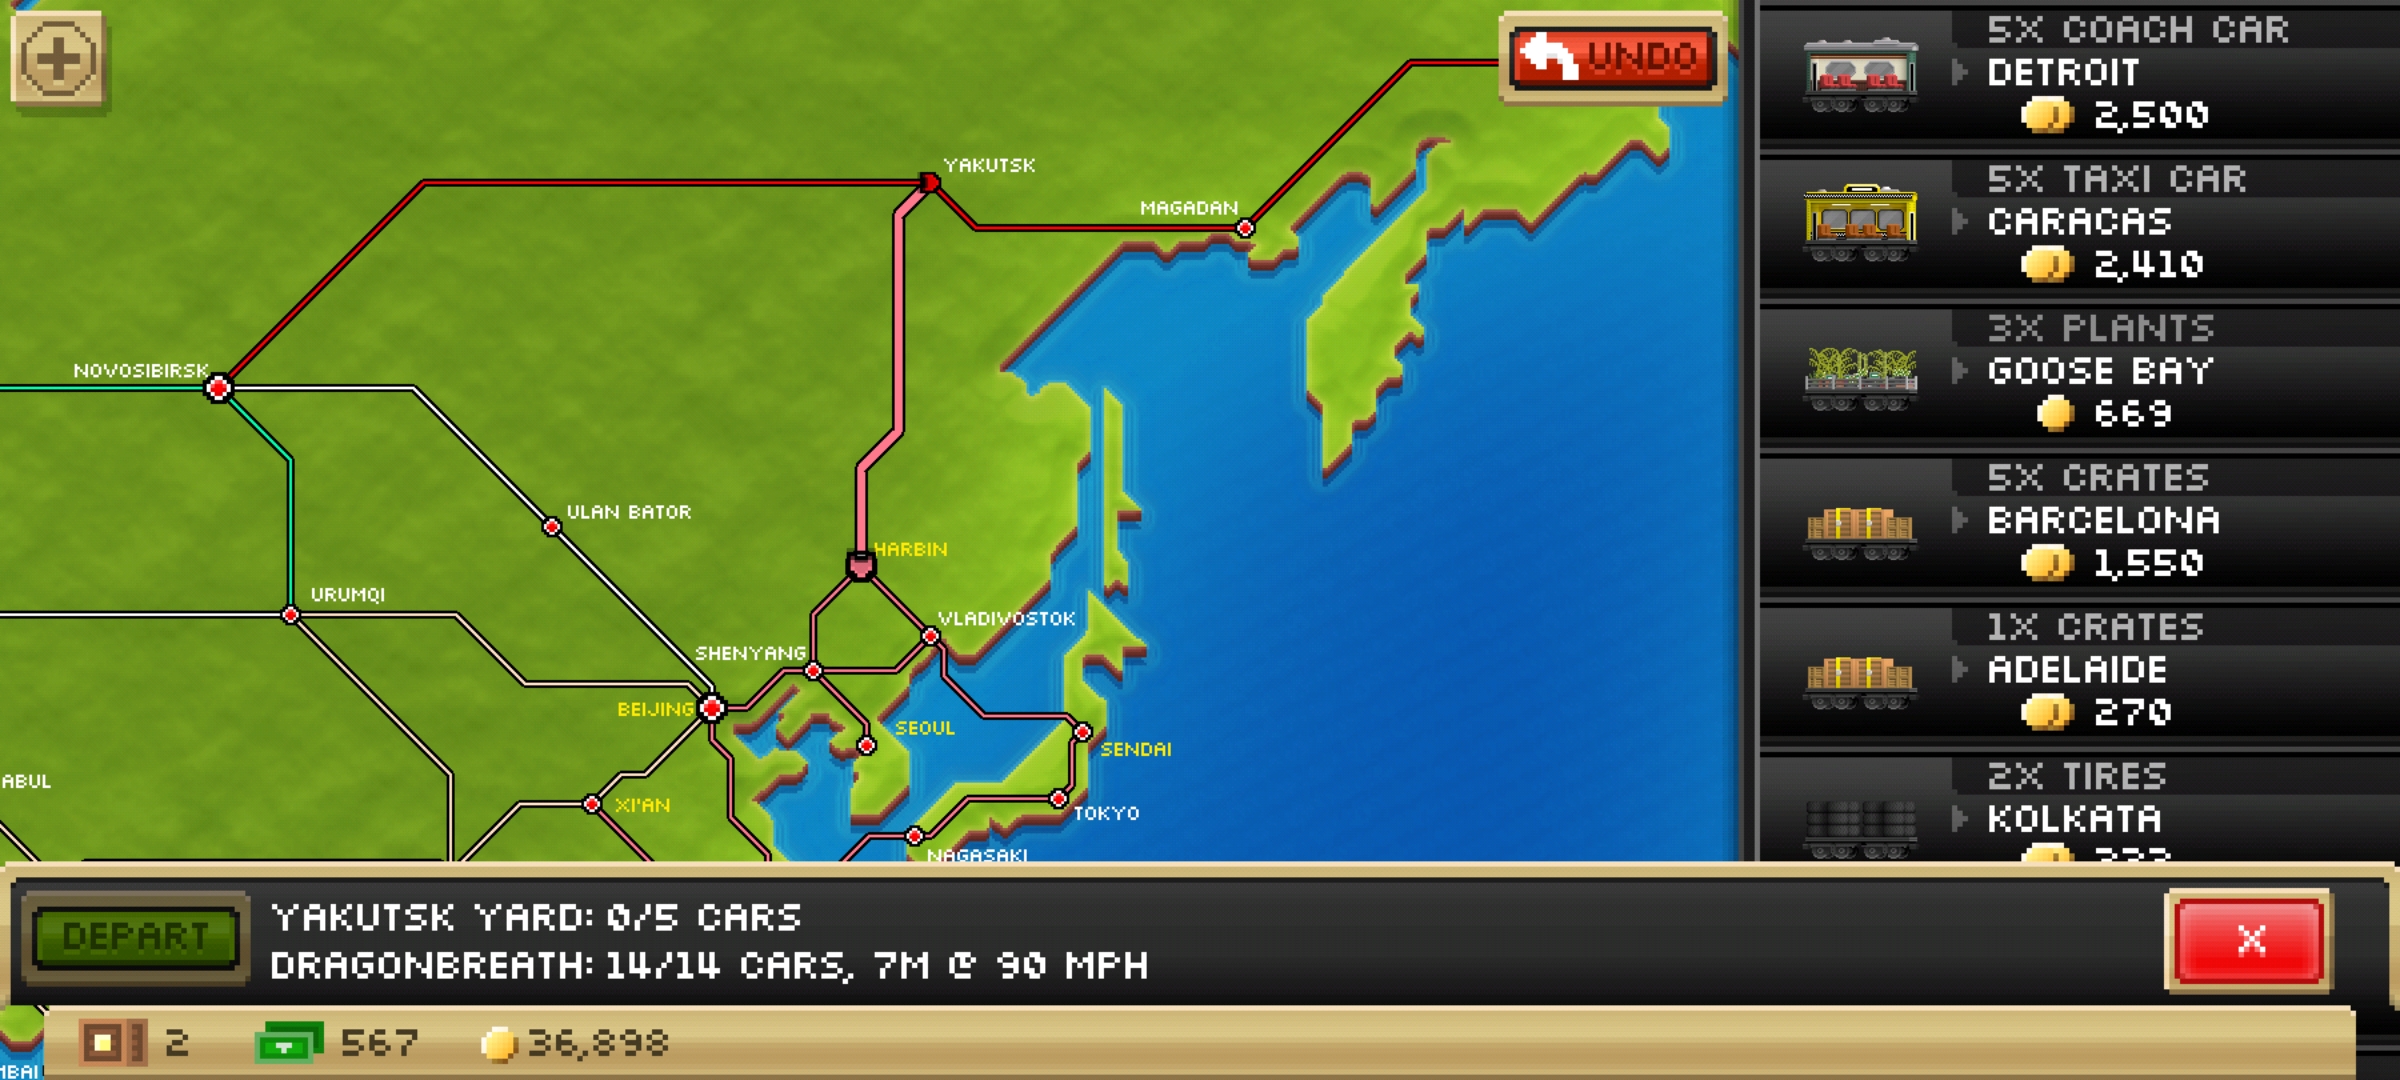 UNDO
YAKUTSK
MAGADAN
NOVOSIBIRSK
ULAN BATOR
HARBIN
URUMQI
VLADIVOSTOK
SHENYANG
BEIJING
SEOUL
SENDAI
ABUL
XI'AN
TOKYO
NAGASAKI
5X COACH CAR
DETROIT
2,500
5X TAXI CAR
CARACAS
2,410
3X PLANTS
GOOSE BAY
669
5X CRATES
BARCELONA
1,550
1X CRATES
ADELAIDE
270
2X TIRES
KOLKATA
DEPART
YAKUTSK YARD: 0/5 CARS
DRAGONBREATH: 14/14 CARS, 7M @ 90 MPH
X
2
567
36,898
MBAI